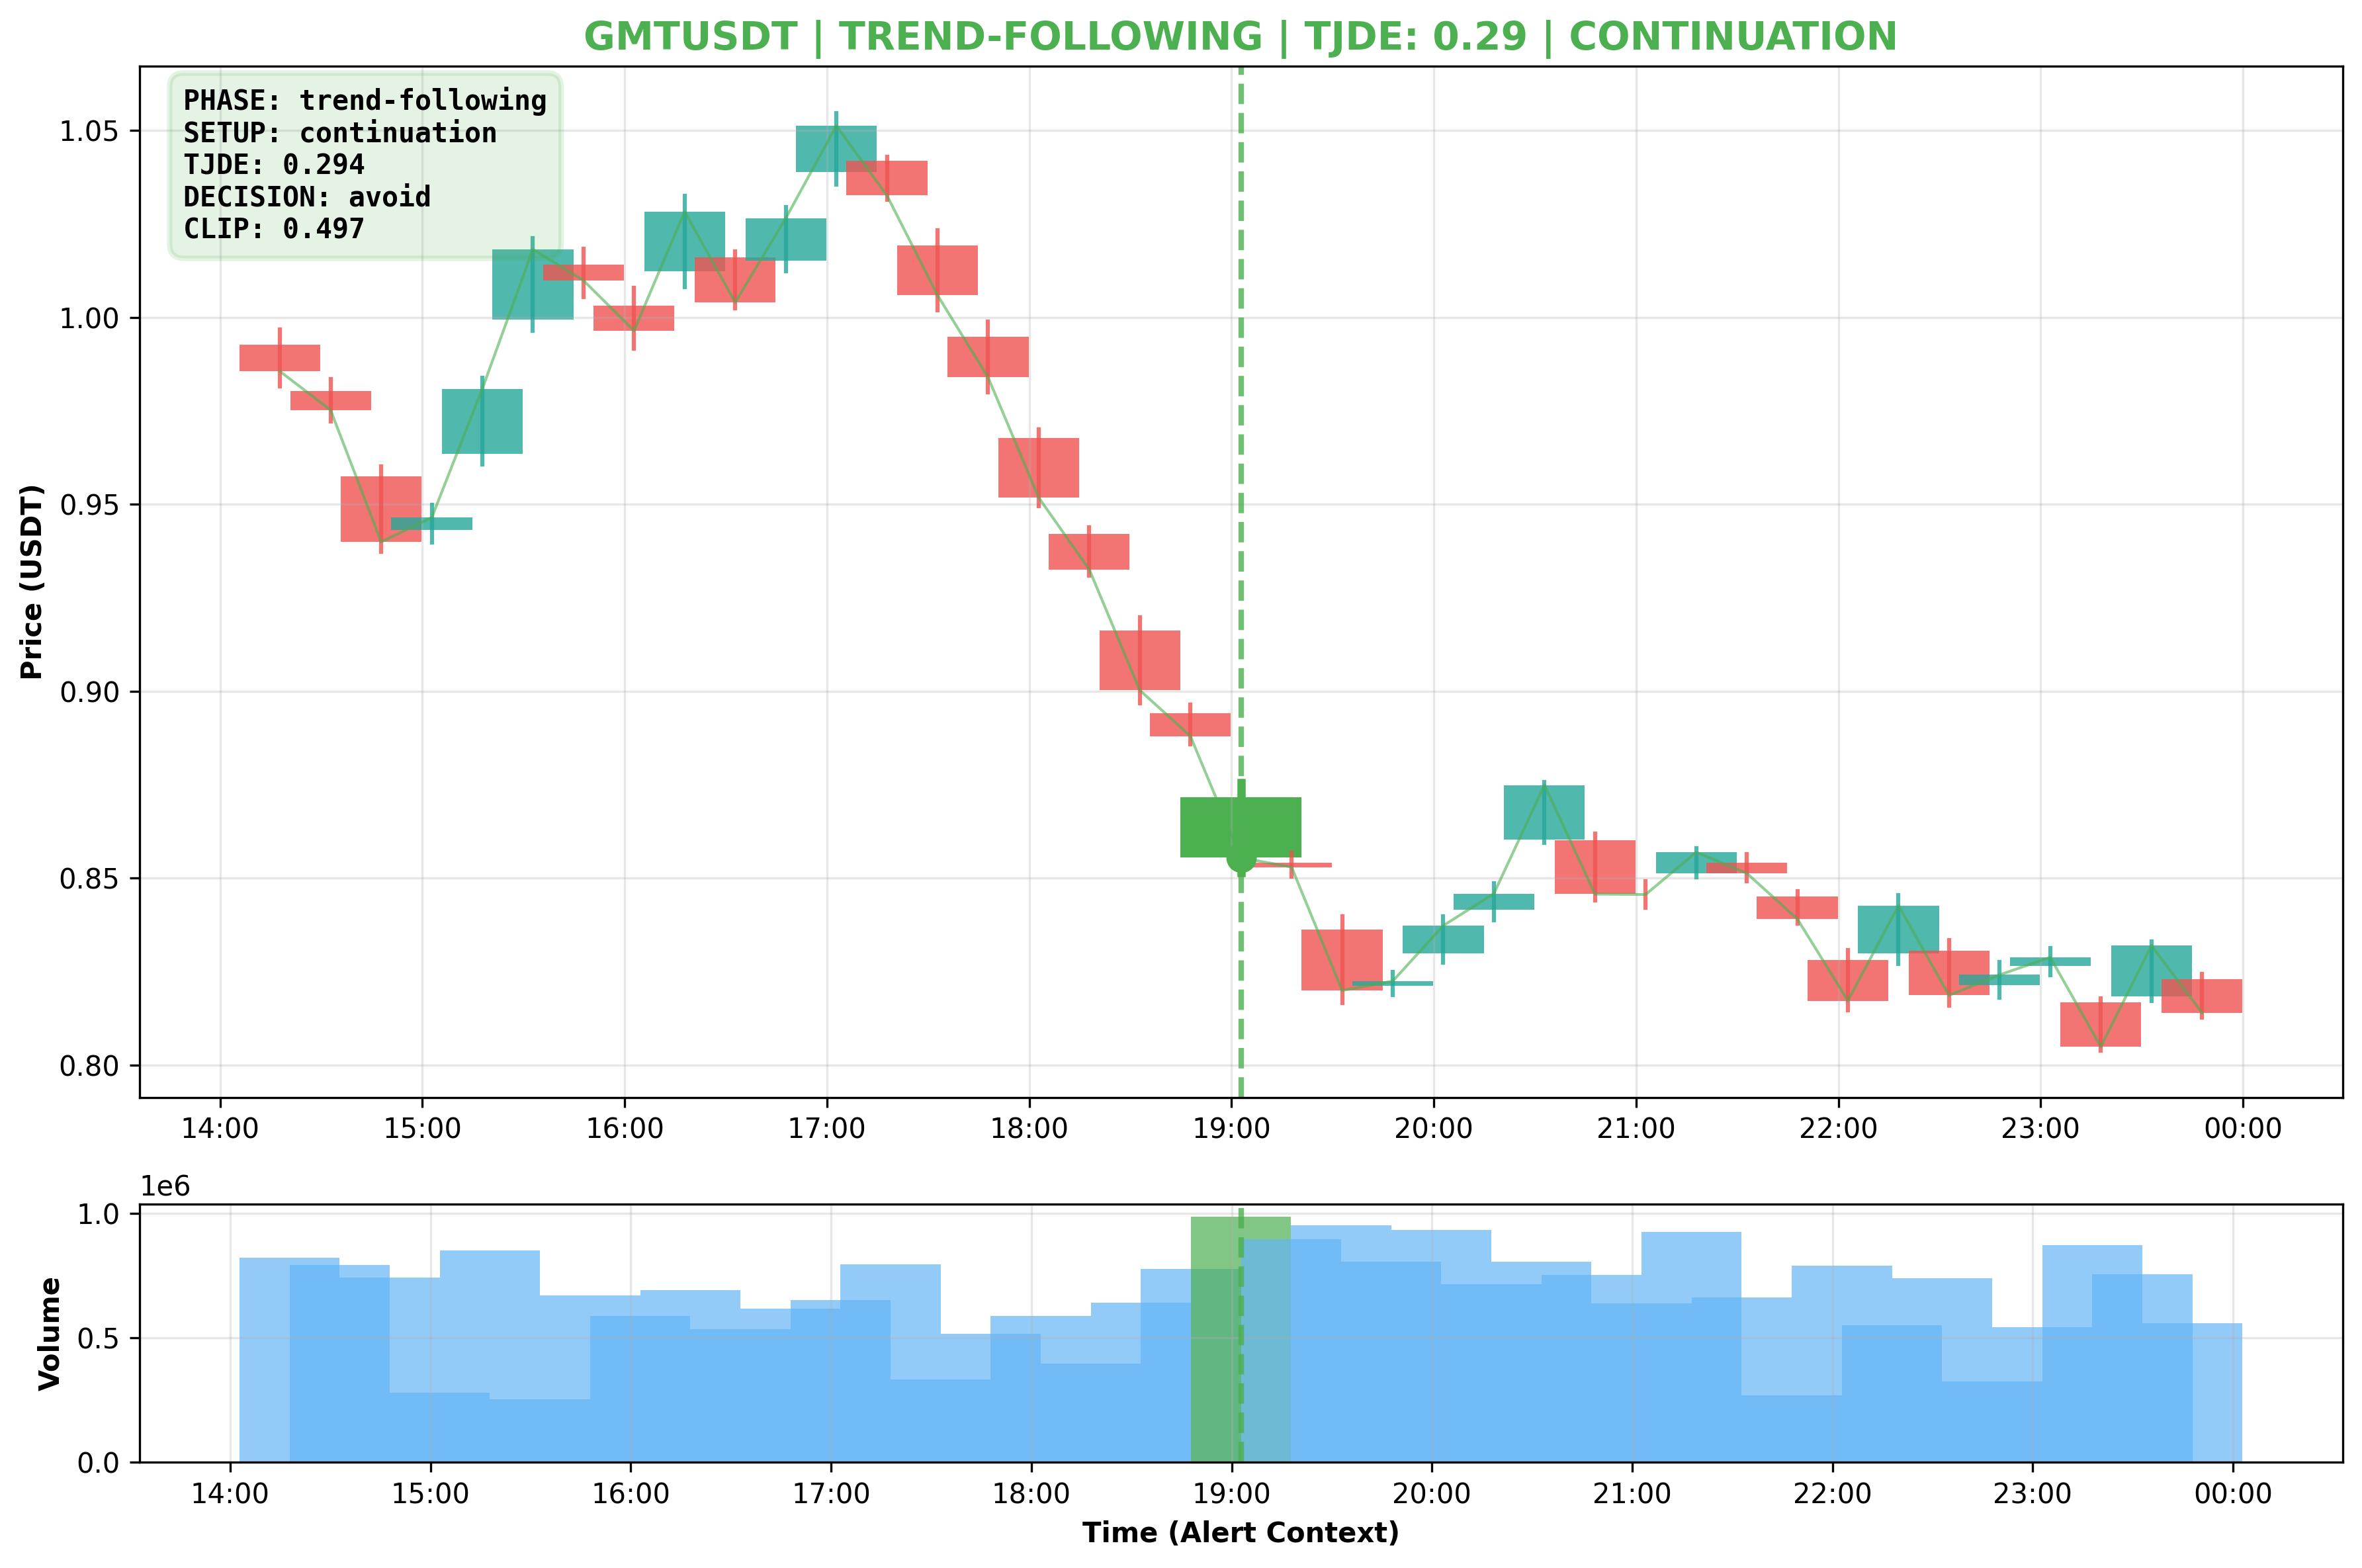 GMTUSDT | TREND-FOLLOWING | TJDE: 0.29 | CONTINUATION
PHASE: trend-following
SETUP: continuation
TJDE: 0.294
DECISION: avoid
CLIP: 0.497
Price (USDT)
1.05
1.00
0.95
0.90
0.85
0.80
14:00 15:00 16:00 17:00 18:00 19:00 20:00 21:00 22:00 23:00 00:00
1e6
Volume
1.0
0.5
0.0
14:00 15:00 16:00 17:00 18:00 19:00 20:00 21:00 22:00 23:00 00:00
Time (Alert Context)